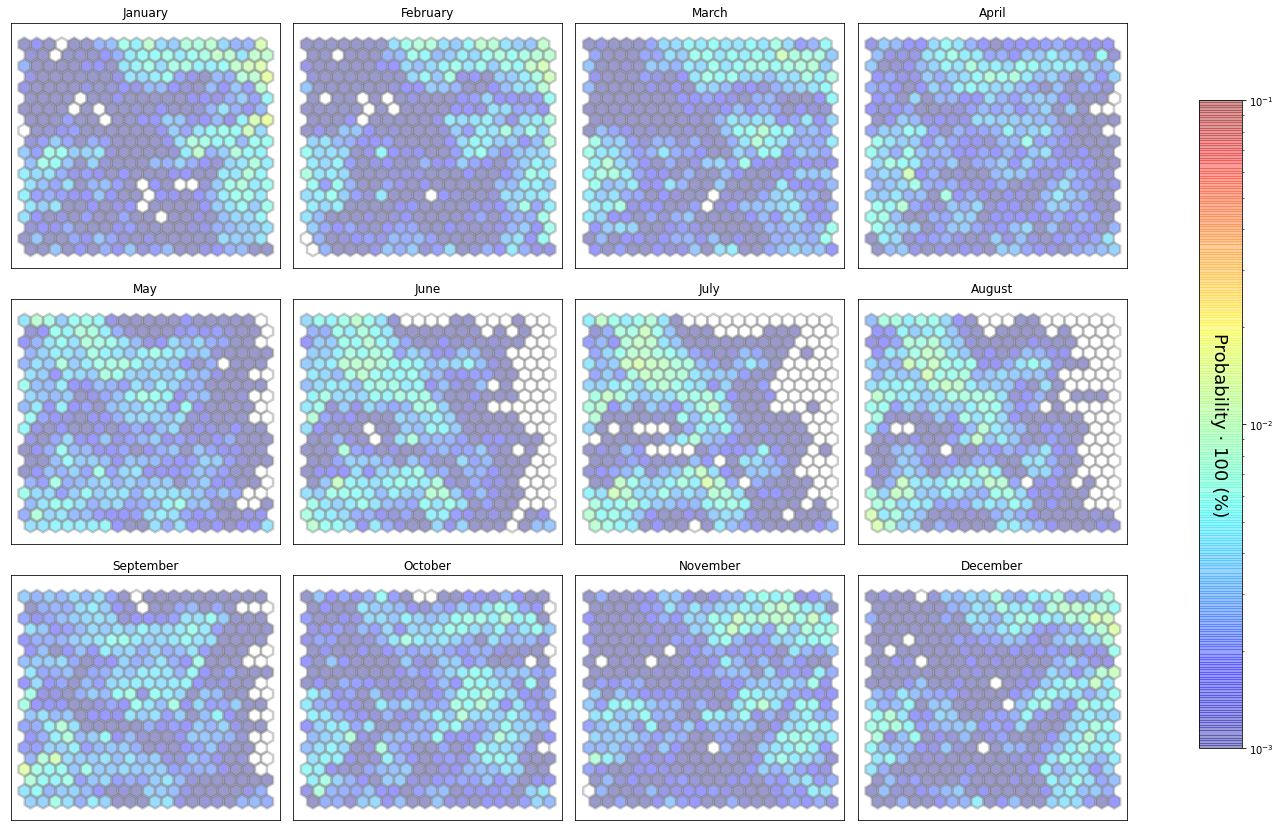 January
February
March
April
May
June
July
August
September
October
November
December
10⁻¹
10⁻²
10⁻³
Probability · 100 (%)